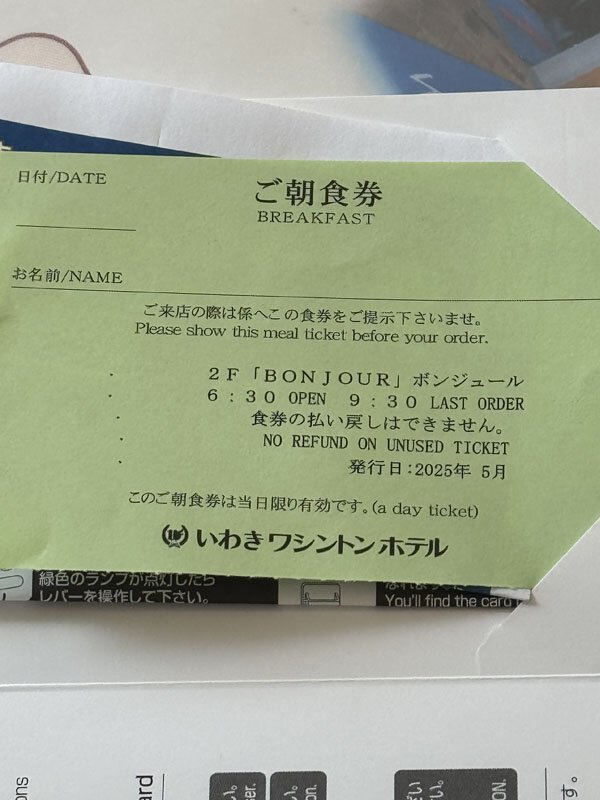 日付/DATE
ご朝食券
BREAKFAST
お名前/NAME
ご来店の際は係へこの食券をご提示下さいませ。
Please show this meal ticket before your order.
２Ｆ「ＢＯＮＪＯＵＲ」ボンジュール
６：３０ OPEN ９：３０ LAST ORDER
食券の払い戻しはできません。
NO REFUND ON UNUSED TICKET
発行日：2025年 5月
このご朝食券は当日限り有効です。(a day ticket)
いわきワシントンホテル
緑色のランプが点灯したら
レバーを操作して下さい。
You'll find the card